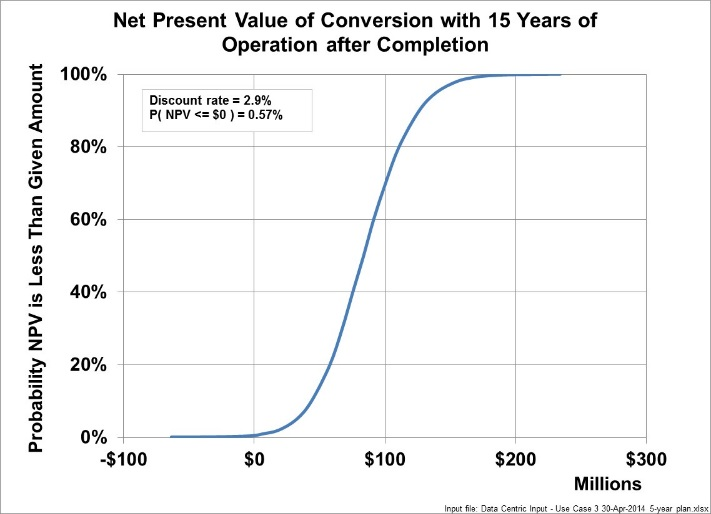 Net Present Value of Conversion with 15 Years of
Operation after Completion
Probability NPV is Less Than Given Amount
100%
80%
60%
40%
20%
0%
Discount rate = 2.9%
P( NPV <= $0 ) = 0.57%
-$100
$0
$100
$200
$300
Millions
Input file: Data Centric Input - Use Case 3 30-Apr-2014 5-year plan.xlsx